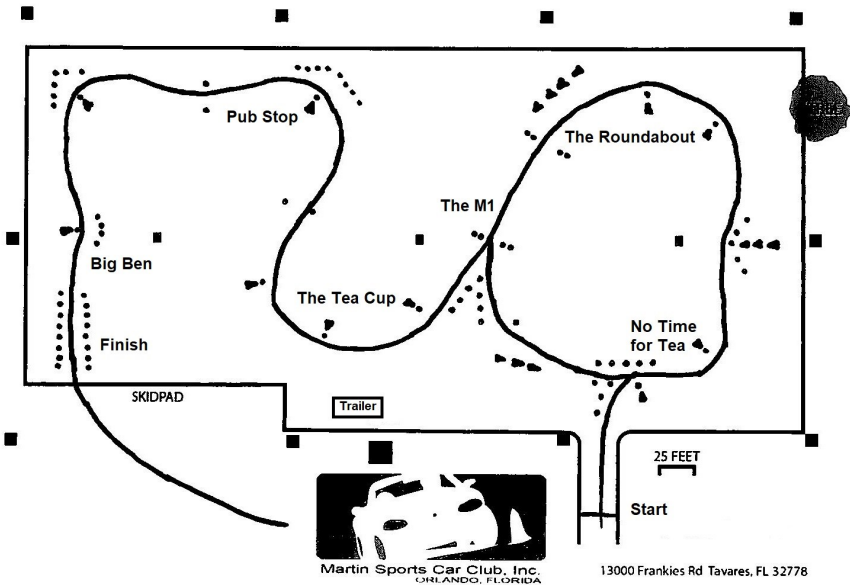 Pub Stop
The Roundabout
The M1
Big Ben
The Tea Cup
No Time
for Tea
Finish
SKIDPAD
Trailer
25 FEET
Start
Martin Sports Car Club, Inc.
ORLANDO, FLORIDA
13000 Frankies Rd Tavares, FL 32778